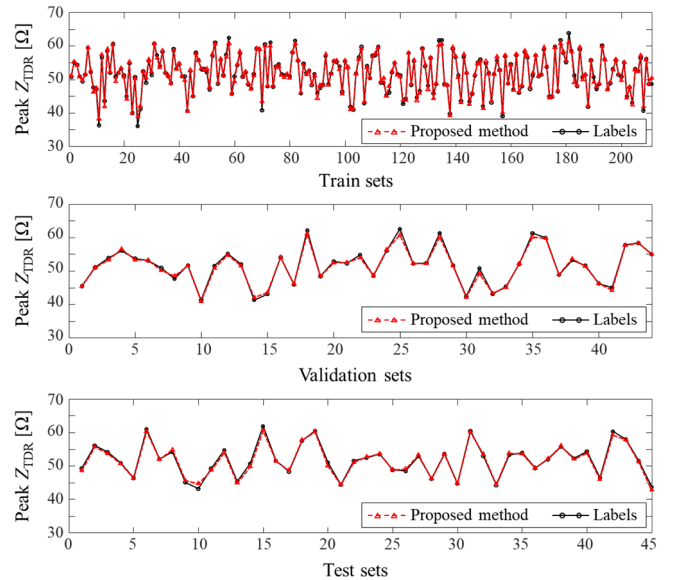 70
60
50
40
30
Peak Z_TDR [Ω]
Proposed method Labels
0 20 40 60 80 100 120 140 160 180 200
Train sets
70
60
50
40
30
Peak Z_TDR [Ω]
Proposed method Labels
0 5 10 15 20 25 30 35 40
Validation sets
70
60
50
40
30
Peak Z_TDR [Ω]
Proposed method Labels
0 5 10 15 20 25 30 35 40 45
Test sets